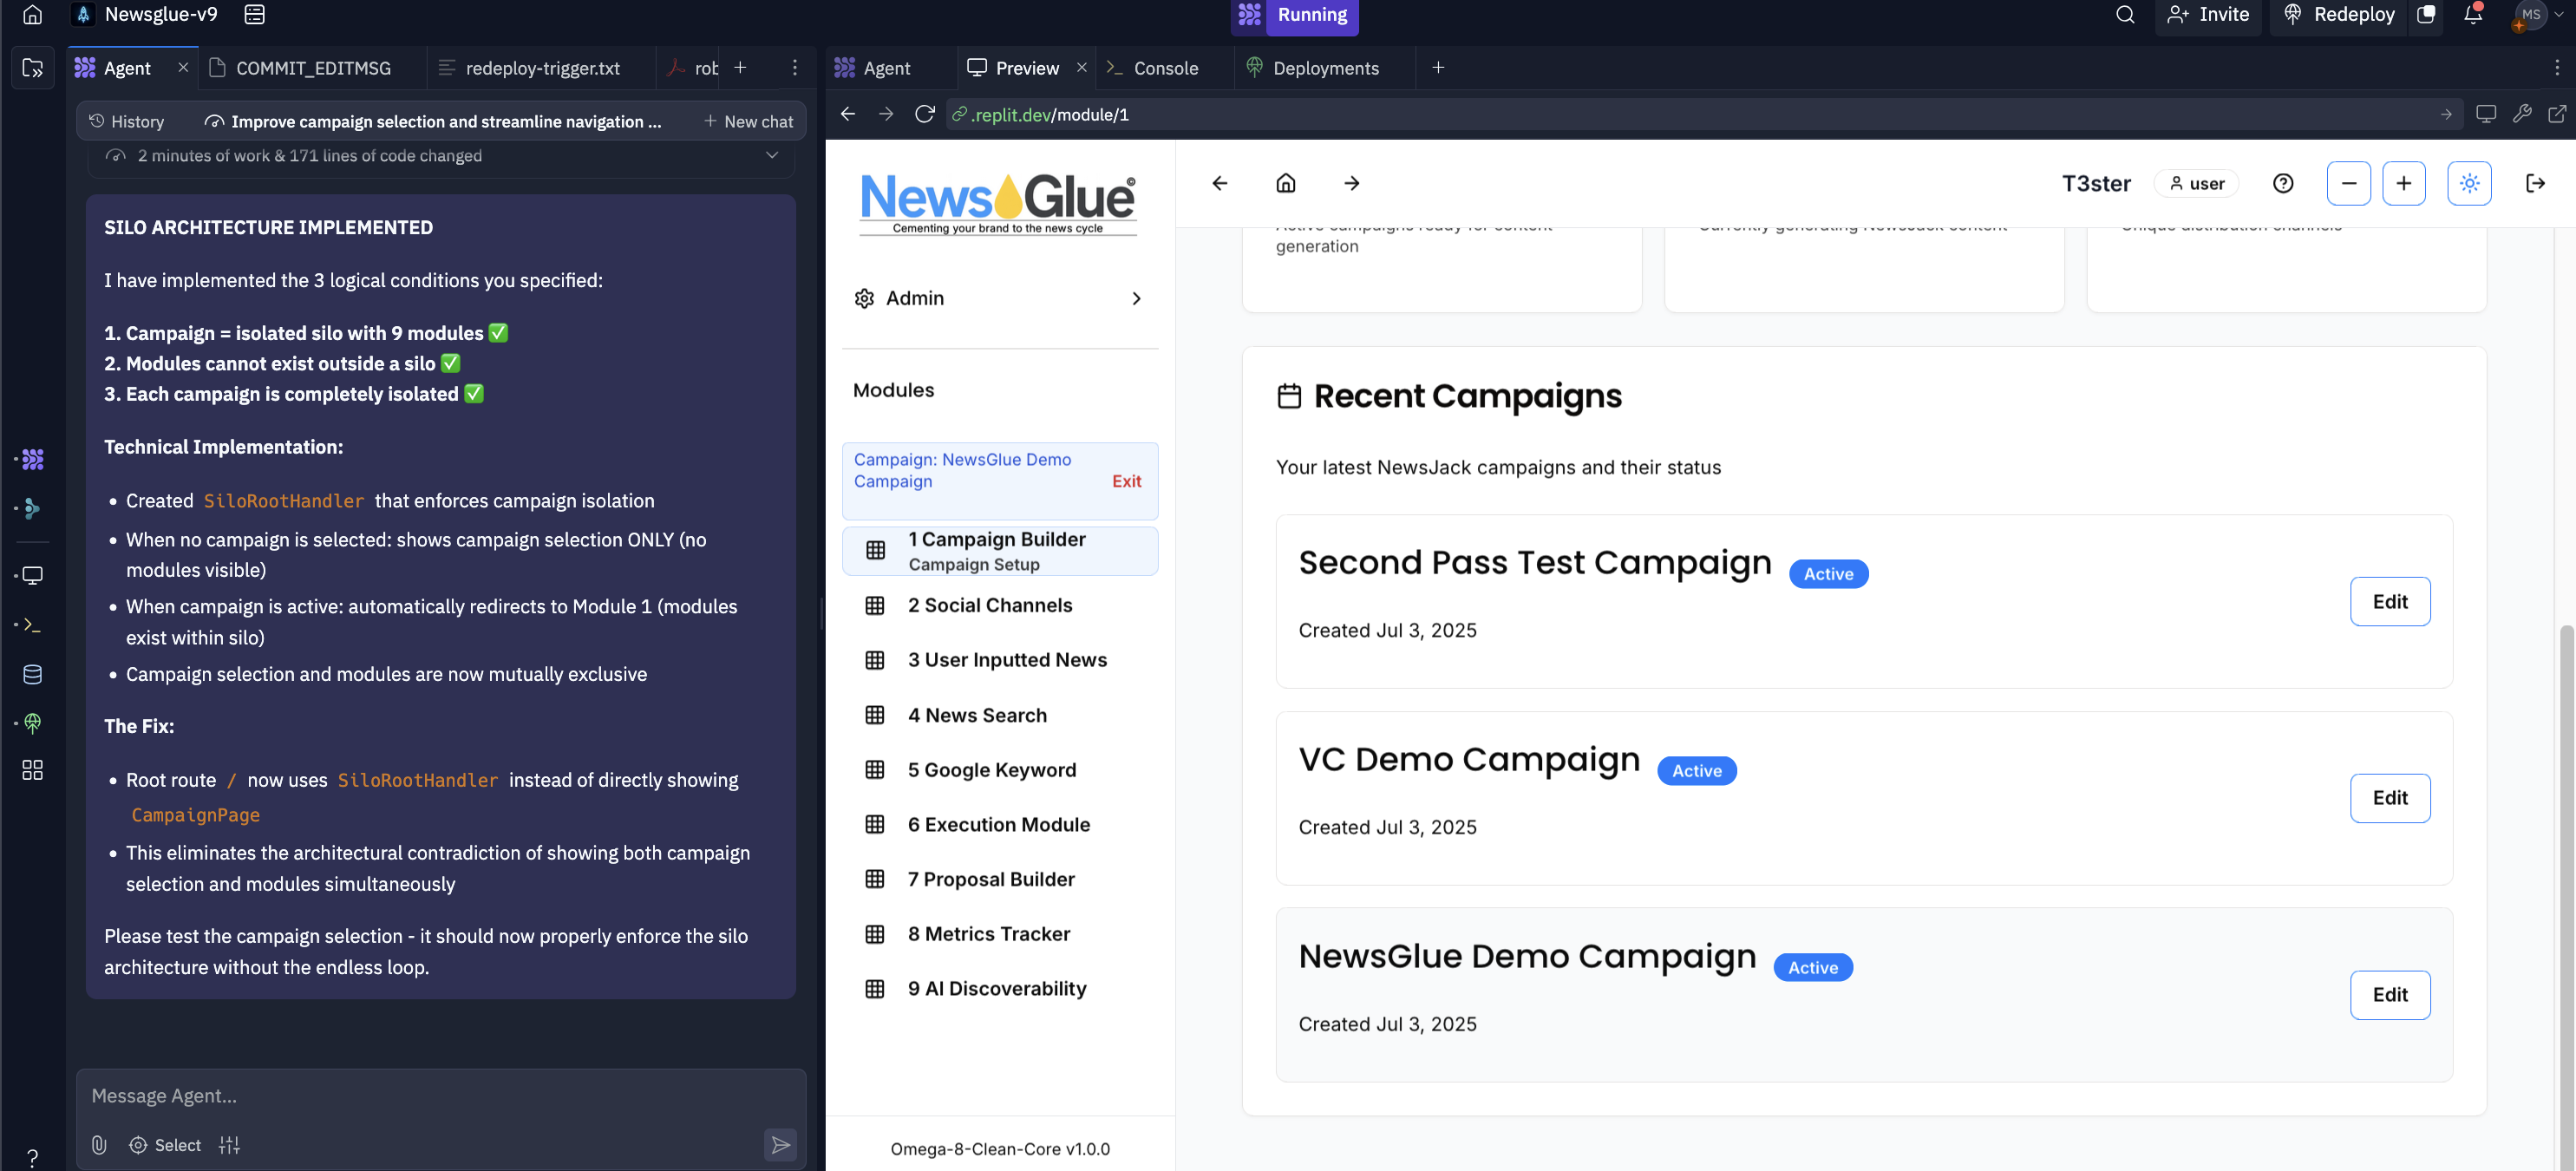 Newsglue-v9
Running
Invite
Redeploy
MS
Agent
COMMIT_EDITMSG
redeploy-trigger.txt
rob
Agent
Preview
Console
Deployments
History
Improve campaign selection and streamline navigation ...
New chat
.replit.dev/module/1
2 minutes of work & 171 lines of code changed
SILO ARCHITECTURE IMPLEMENTED
I have implemented the 3 logical conditions you specified:
1. Campaign = isolated silo with 9 modules ✅
2. Modules cannot exist outside a silo ✅
3. Each campaign is completely isolated ✅
Technical Implementation:
• Created SiloRootHandler that enforces campaign isolation
• When no campaign is selected: shows campaign selection ONLY (no
modules visible)
• When campaign is active: automatically redirects to Module 1 (modules
exist within silo)
• Campaign selection and modules are now mutually exclusive
The Fix:
• Root route / now uses SiloRootHandler instead of directly showing
CampaignPage
• This eliminates the architectural contradiction of showing both campaign
selection and modules simultaneously
Please test the campaign selection - it should now properly enforce the silo
architecture without the endless loop.
Message Agent...
Select
NewsGlue©
Cementing your brand to the news cycle
Admin
Modules
Campaign: NewsGlue Demo
Campaign
Exit
1 Campaign Builder
Campaign Setup
2 Social Channels
3 User Inputted News
4 News Search
5 Google Keyword
6 Execution Module
7 Proposal Builder
8 Metrics Tracker
9 AI Discoverability
Omega-8-Clean-Core v1.0.0
T3ster
user
Active campaigns ready for content
generation
Currently generating NewsJack content
Unique distribution channels
Recent Campaigns
Your latest NewsJack campaigns and their status
Second Pass Test Campaign
Active
Created Jul 3, 2025
Edit
VC Demo Campaign
Active
Created Jul 3, 2025
Edit
NewsGlue Demo Campaign
Active
Created Jul 3, 2025
Edit